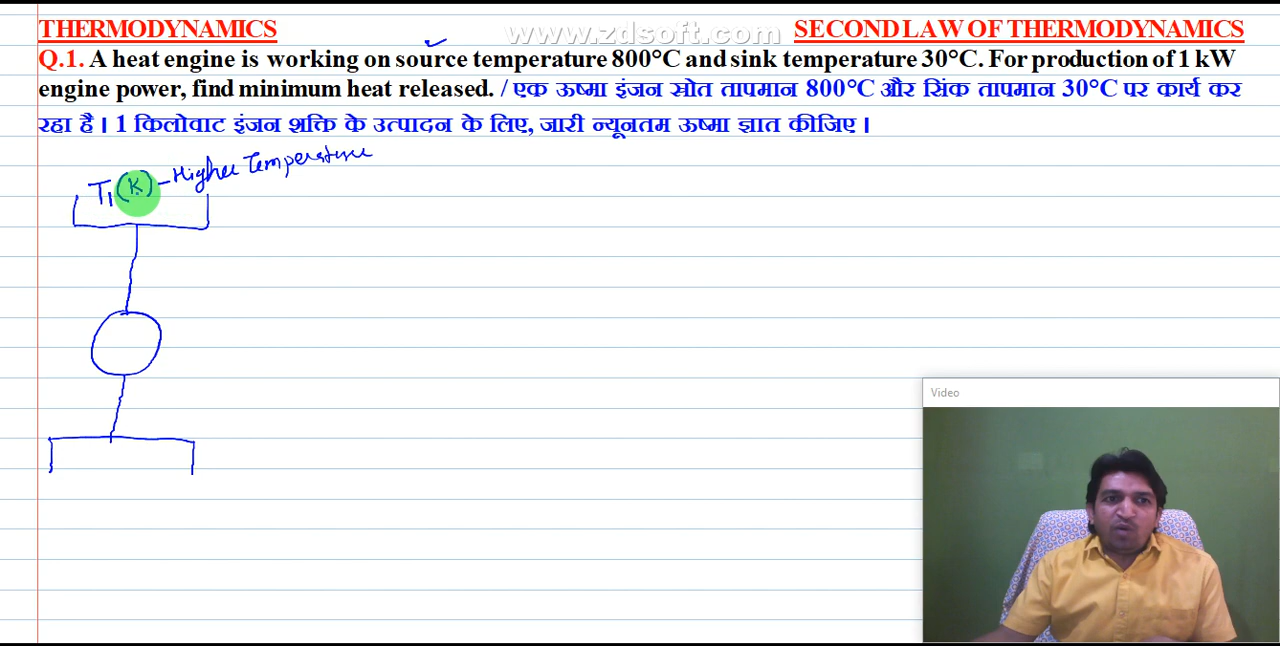 THERMODYNAMICS www.zdsoft.com SECOND LAW OF THERMODYNAMICS
Q.1. A heat engine is working on source temperature 800°C and sink temperature 30°C. For production of 1 kW
engine power, find minimum heat released. / एक ऊष्मा इंजन स्रोत तापमान 800°C और सिंक तापमान 30°C पर कार्य कर
रहा है । 1 किलोवाट इंजन शक्ति के उत्पादन के लिए, जारी न्यूनतम ऊष्मा ज्ञात कीजिए ।
T1 (K) - Higher Temperature
Video